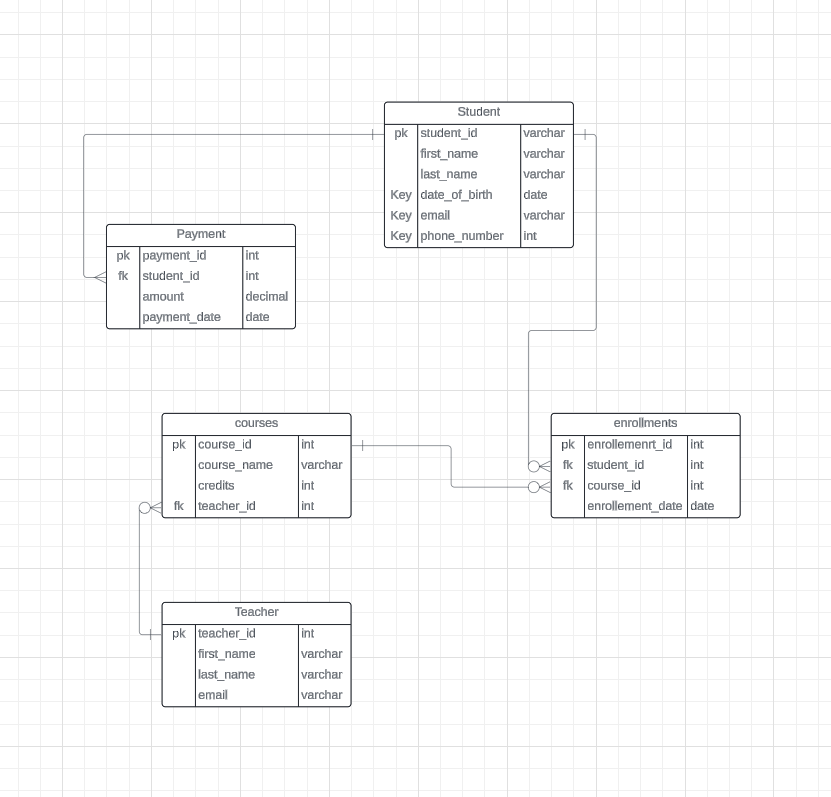 Student
pk student_id varchar
first_name varchar
last_name varchar
Key date_of_birth date
Key email varchar
Key phone_number int
Payment
pk payment_id int
fk student_id int
amount decimal
payment_date date
courses
pk course_id int
course_name varchar
credits int
fk teacher_id int
enrollments
pk enrollemenrt_id int
fk student_id int
fk course_id int
enrollement_date date
Teacher
pk teacher_id int
first_name varchar
last_name varchar
email varchar